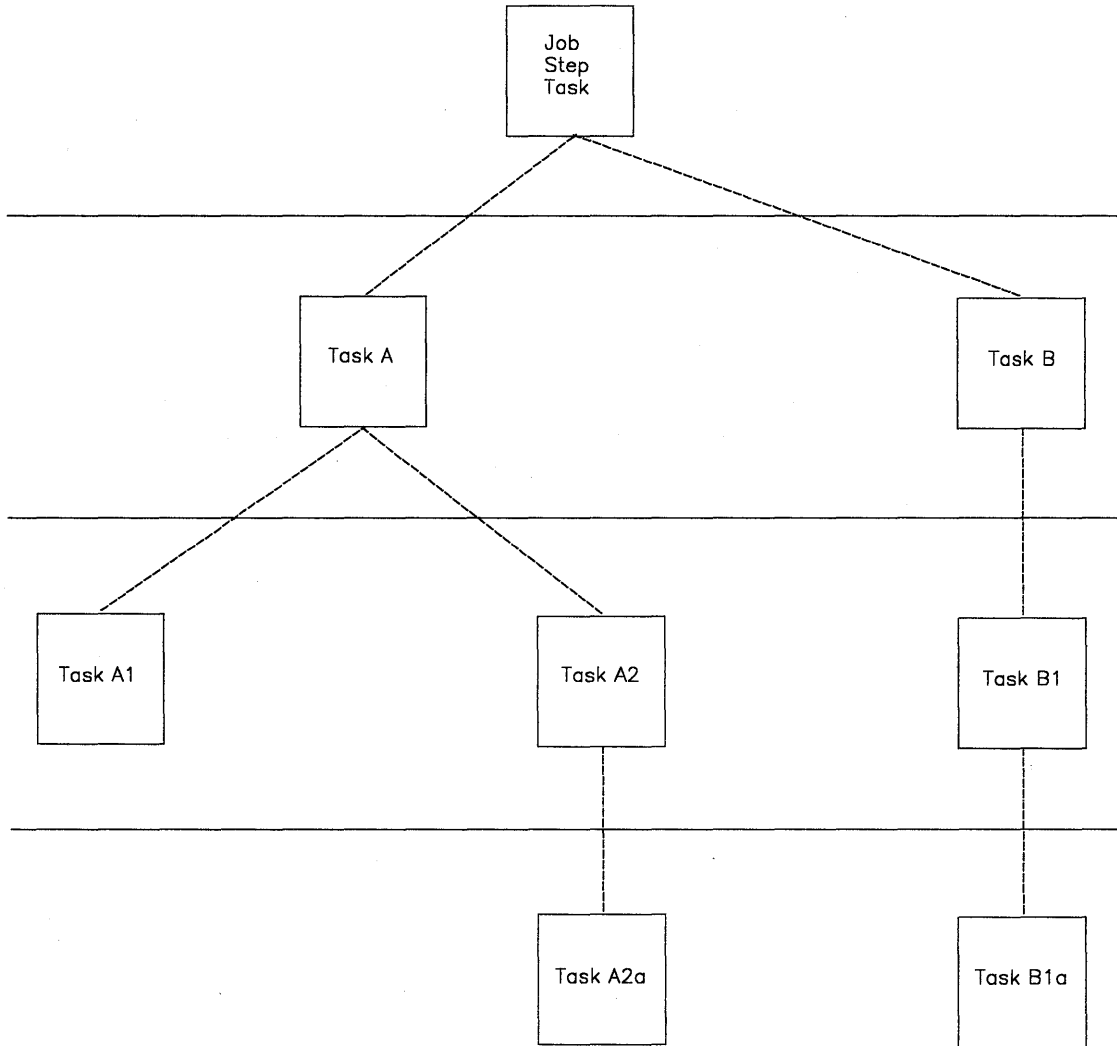 Job
Step
Task
Task A
Task B
Task A1
Task A2
Task B1
Task A2a
Task B1a